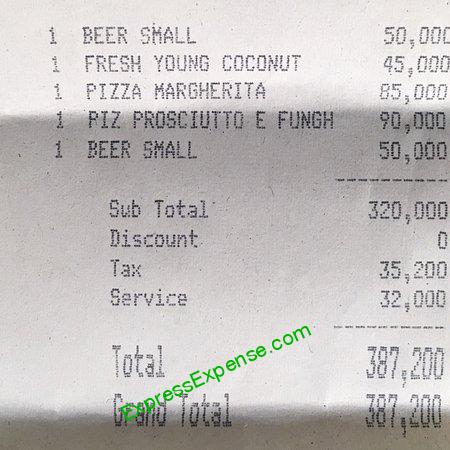 1 BEER SMALL 50,000
1 FRESH YOUNG COCONUT 45,000
1 PIZZA MARGHERITA 85,000
1 PIZ PROSCIUTTO E FUNGH 90,000
1 BEER SMALL 50,000
Sub Total 320,000
Discount 0
Tax 35,200
Service 32,000
Total 387,200
ExpressExpense.com
Grand Total 387,200